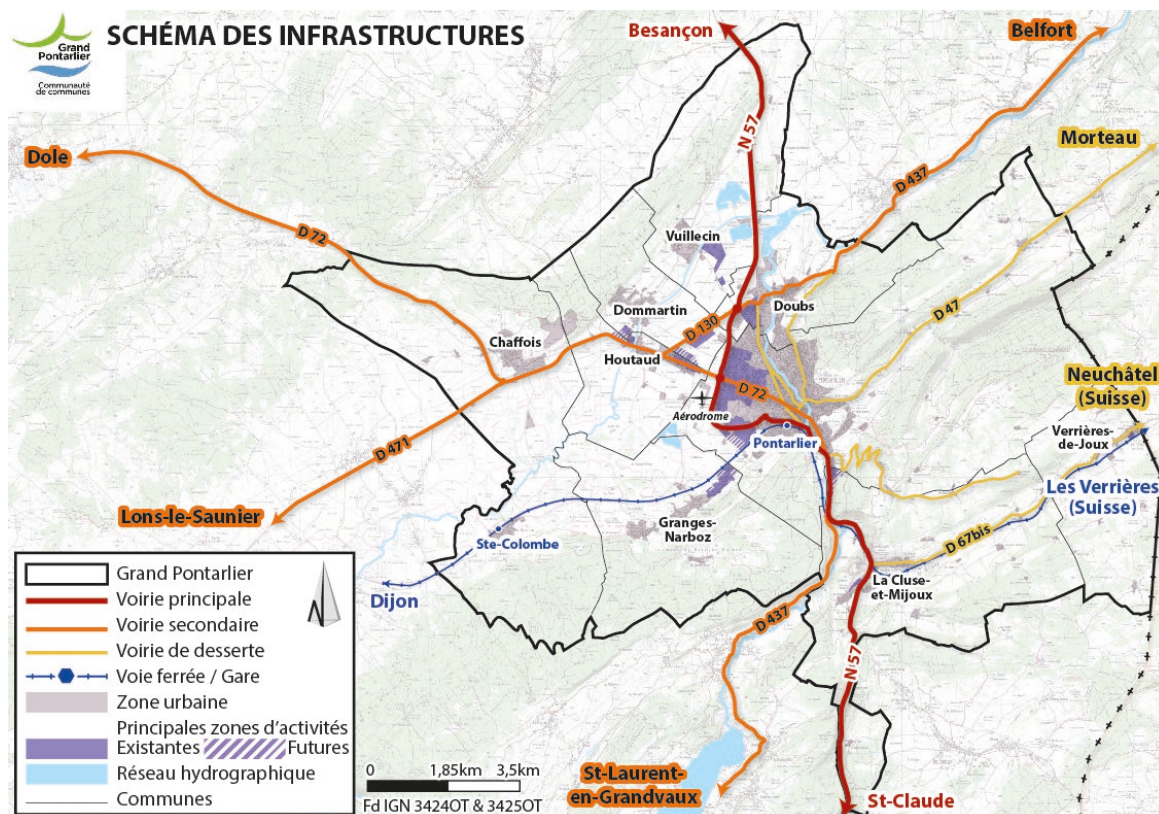 Grand
Pontarlier
Communauté
de communes
SCHÉMA DES INFRASTRUCTURES
Besançon
Belfort
Morteau
Dole
N 57
D 437
D 72
Vuillecin
D 47
Dommartin
Doubs
D 130
Chaffois
Houtaud
D 72
Neuchâtel
(Suisse)
Aérodrome
Verrières-
de-Joux
Pontarlier
D 471
Les Verrières
(Suisse)
Lons-le-Saunier
Ste-Colombe
Granges-
Narboz
D 67bis
La Cluse-
et-Mijoux
Dijon
D 437
N 57
St-Laurent-
en-Grandvaux
St-Claude
Grand Pontarlier
Voirie principale
Voirie secondaire
Voirie de desserte
Voie ferrée / Gare
Zone urbaine
Principales zones d'activités
Existantes Futures
Réseau hydrographique
Communes
N
0 1,85km 3,5km
Fd IGN 3424OT & 3425OT